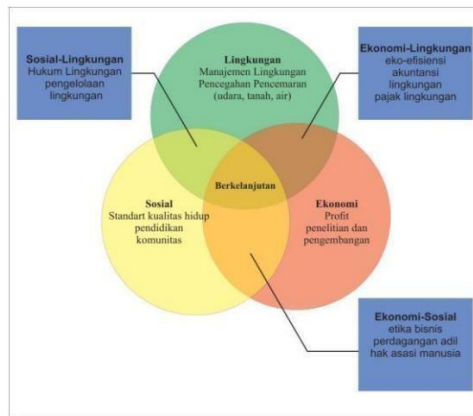 Sosial-Lingkungan
Hukum Lingkungan
pengelolaan
lingkungan
Lingkungan
Manajemen Lingkungan
Pencegahan Pencemaran
(udara, tanah, air)
Ekonomi-Lingkungan
eko-efisiensi
akuntansi
lingkungan
pajak lingkungan
Berkelanjutan
Sosial
Standart kualitas hidup
pendidikan
komunitas
Ekonomi
Profit
penelitian dan
pengembangan
Ekonomi-Sosial
etika bisnis
perdagangan adil
hak asasi manusia